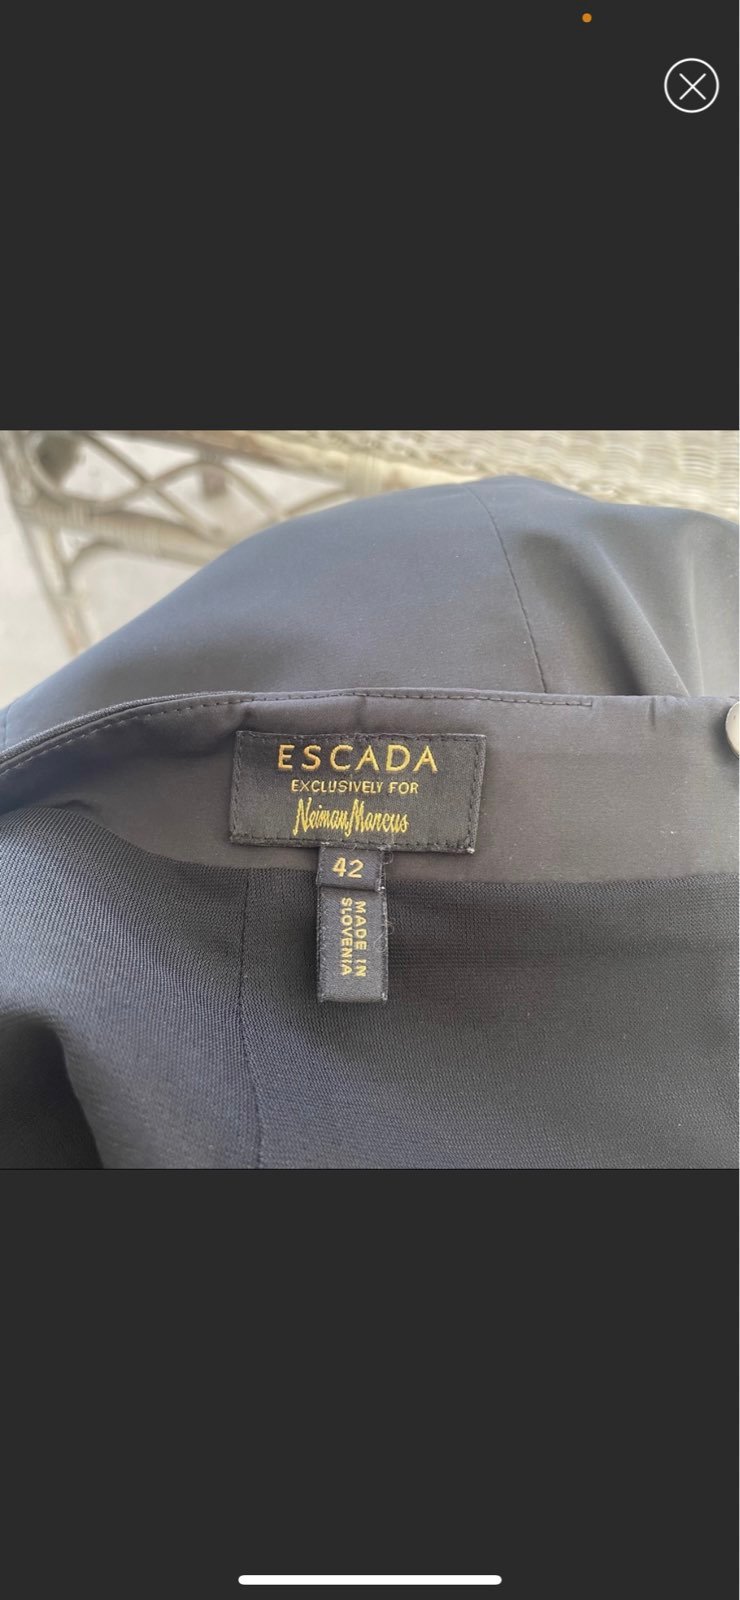 ESCADA
EXCLUSIVELY FOR
Neiman Marcus
42
MADE IN
SLOVENIA